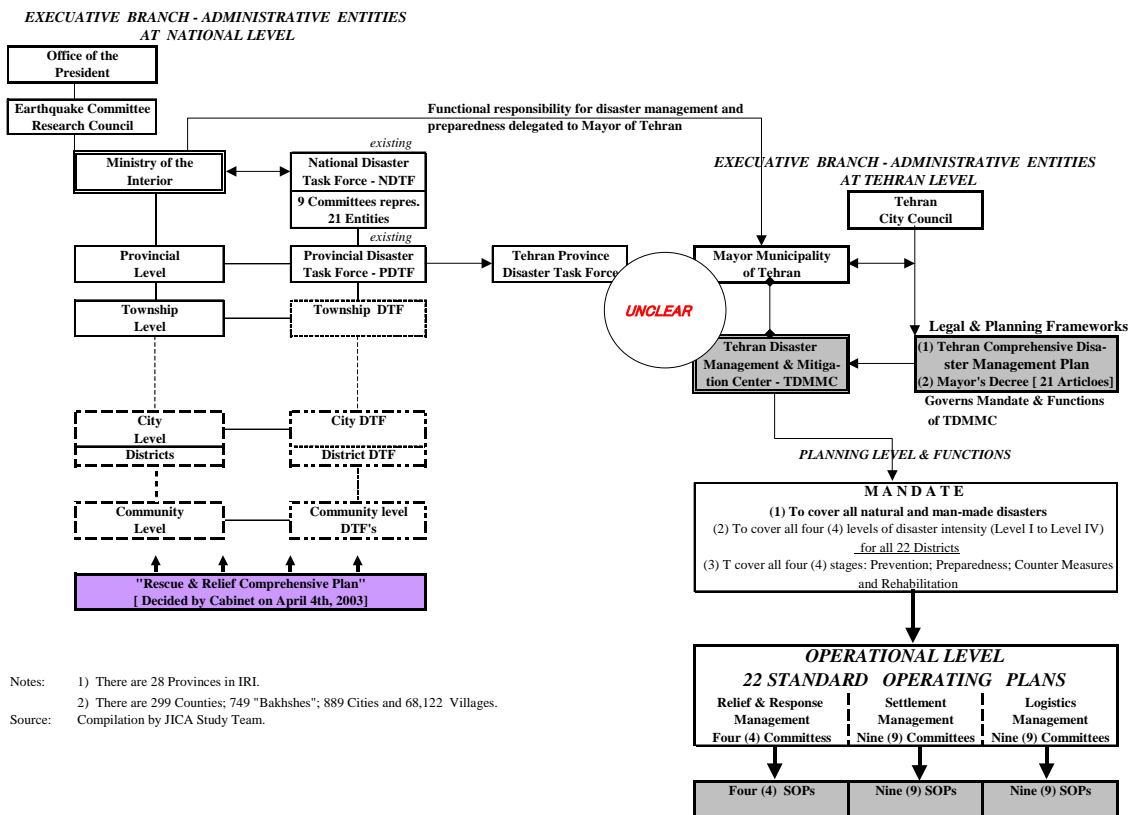 EXECUATIVE BRANCH - ADMINISTRATIVE ENTITIES
AT NATIONAL LEVEL
Office of the
President
Earthquake Committee
Research Council
Functional responsibility for disaster management and
preparedness delegated to Mayor of Tehran
existing
Ministry of the
Interior
National Disaster
Task Force - NDTF
9 Committees repres.
21 Entities
existing
Provincial
Level
Provincial Disaster
Task Force - PDTF
Tehran Province
Disaster Task Force
Township
Level
Township DTF
City
Level
City DTF
Districts
District DTF
Community
Level
Community level
DTF's
"Rescue & Relief Comprehensive Plan"
[ Decided by Cabinet on April 4th, 2003]
EXECUATIVE BRANCH - ADMINISTRATIVE ENTITIES
AT TEHRAN LEVEL
Tehran
City Council
Mayor Municipality
of Tehran
UNCLEAR
Legal & Planning Frameworks
Tehran Disaster
Management & Mitiga-
tion Center - TDMMC
(1) Tehran Comprehensive Disa-
ster Management Plan
(2) Mayor's Decree [ 21 Articloes]
Governs Mandate & Functions
of TDMMC
PLANNING LEVEL & FUNCTIONS
M A N D A T E
(1) To cover all natural and man-made disasters
(2) To cover all four (4) levels of disaster intensity (Level I to Level IV)
for all 22 Districts
(3) T cover all four (4) stages: Prevention; Preparedness; Counter Measures
and Rehabilitation
OPERATIONAL LEVEL
22 STANDARD OPERATING PLANS
Relief & Response
Management
Four (4) Committess
Settlement
Management
Nine (9) Committees
Logistics
Management
Nine (9) Committees
Four (4) SOPs
Nine (9) SOPs
Nine (9) SOPs
Notes: 1) There are 28 Provinces in IRI.
2) There are 299 Counties; 749 "Bakhshes"; 889 Cities and 68,122 Villages.
Source: Compilation by JICA Study Team.